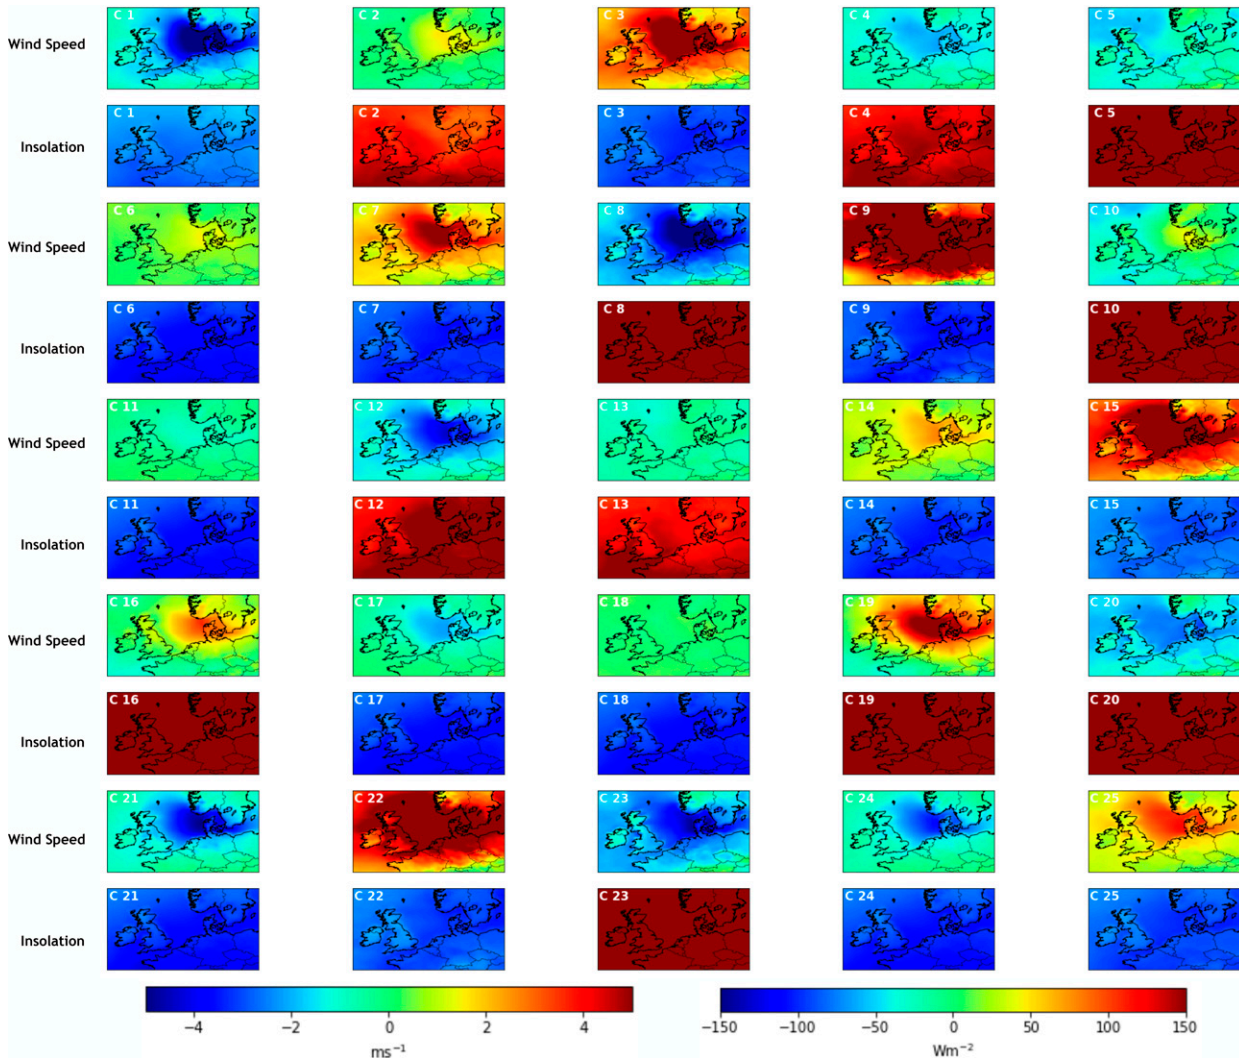 C 1 C 2 C 3 C 4 C 5
Wind Speed
C 1 C 2 C 3 C 4 C 5
Insolation
C 6 C 7 C 8 C 9 C 10
Wind Speed
C 6 C 7 C 8 C 9 C 10
Insolation
C 11 C 12 C 13 C 14 C 15
Wind Speed
C 11 C 12 C 13 C 14 C 15
Insolation
C 16 C 17 C 18 C 19 C 20
Wind Speed
C 16 C 17 C 18 C 19 C 20
Insolation
C 21 C 22 C 23 C 24 C 25
Wind Speed
C 21 C 22 C 23 C 24 C 25
Insolation
−4 −2 0 2 4
ms⁻¹
−150 −100 −50 0 50 100 150
Wm⁻²